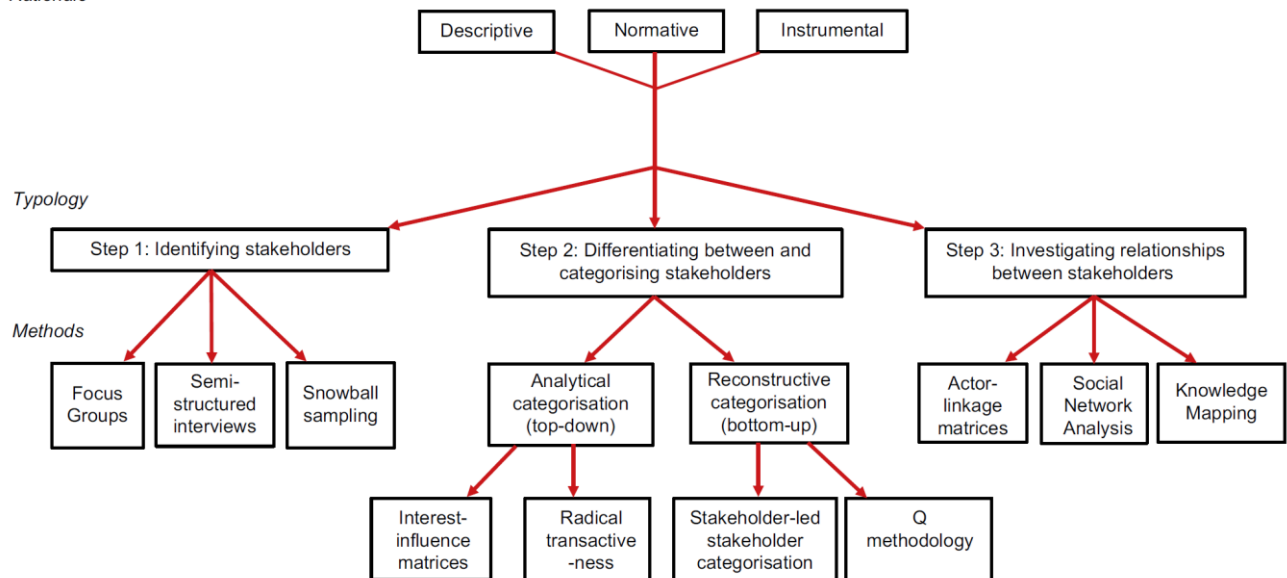 Rationale
Descriptive
Normative
Instrumental
Typology
Step 1: Identifying stakeholders
Step 2: Differentiating between and
categorising stakeholders
Step 3: Investigating relationships
between stakeholders
Methods
Focus
Groups
Semi-
structured
interviews
Snowball
sampling
Analytical
categorisation
(top-down)
Reconstructive
categorisation
(bottom-up)
Actor-
linkage
matrices
Social
Network
Analysis
Knowledge
Mapping
Interest-
influence
matrices
Radical
transactive
-ness
Stakeholder-led
stakeholder
categorisation
Q
methodology